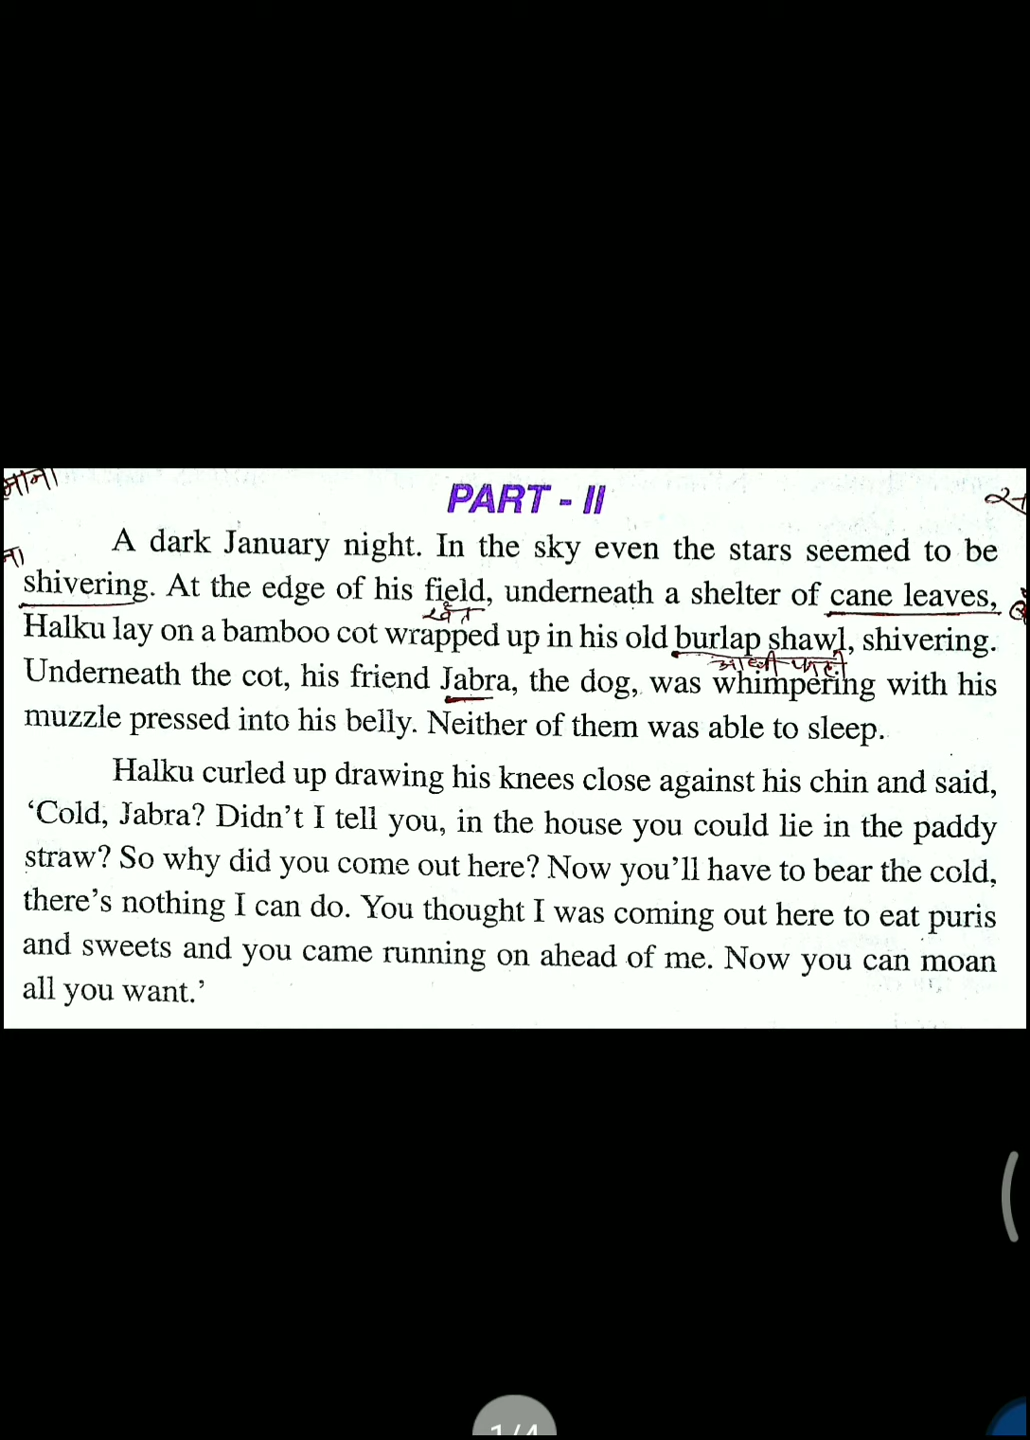 PART - II
A dark January night. In the sky even the stars seemed to be
shivering. At the edge of his field, underneath a shelter of cane leaves,
खेत
Halku lay on a bamboo cot wrapped up in his old burlap shawl, shivering.
Underneath the cot, his friend Jabra, the dog, was whimpering with his
muzzle pressed into his belly. Neither of them was able to sleep.
Halku curled up drawing his knees close against his chin and said,
‘Cold, Jabra? Didn’t I tell you, in the house you could lie in the paddy
straw? So why did you come out here? Now you’ll have to bear the cold,
there’s nothing I can do. You thought I was coming out here to eat puris
and sweets and you came running on ahead of me. Now you can moan
all you want.’
1/4